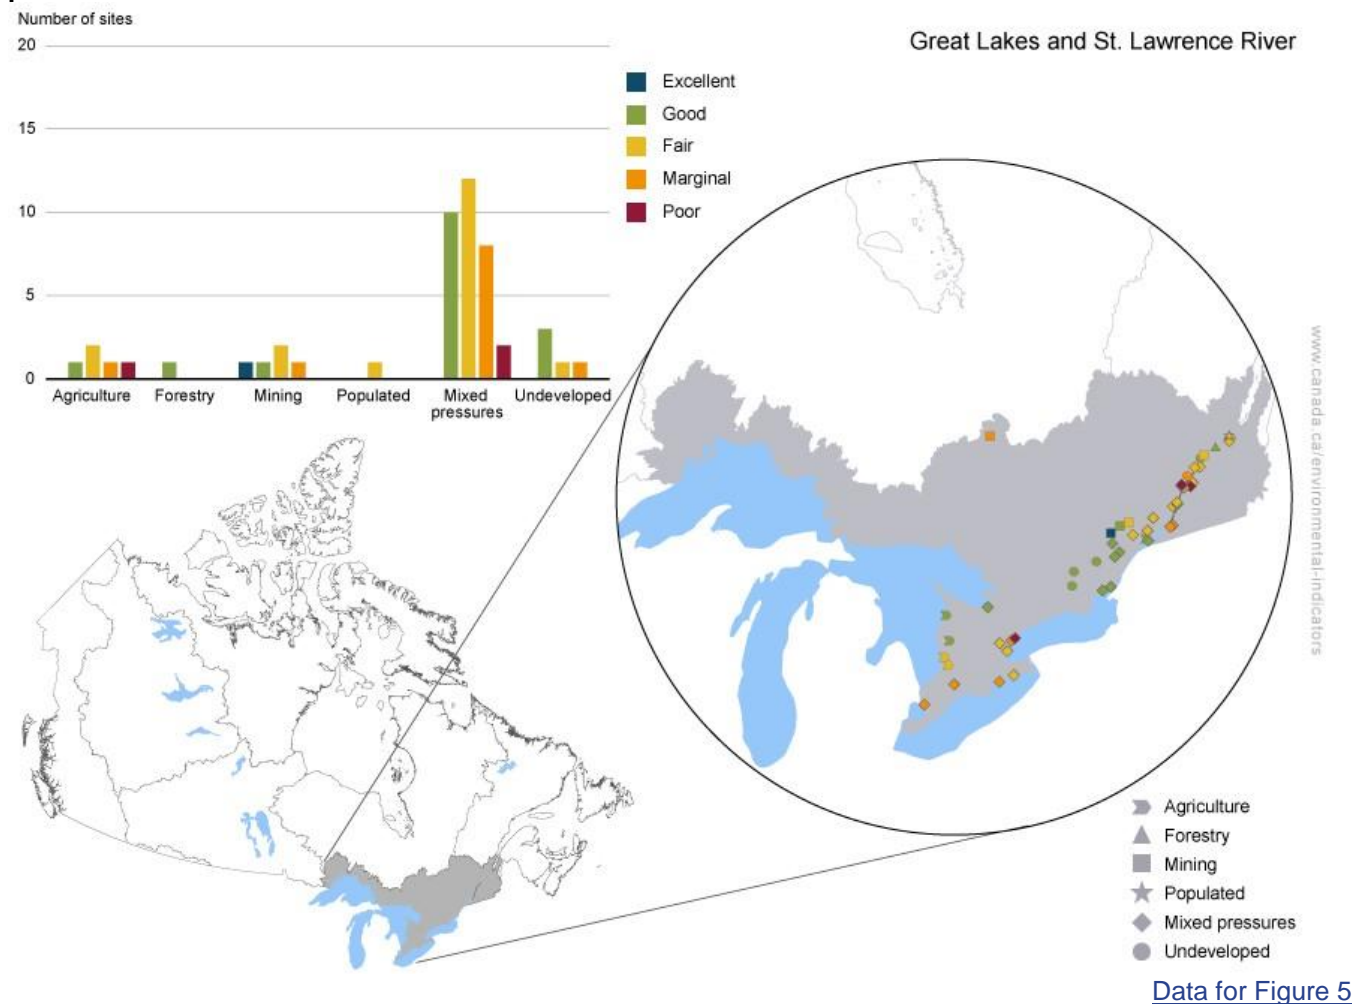 Number of sites
20
15
10
5
0
Agriculture
Forestry
Mining
Populated
Mixed
pressures
Undeveloped
Excellent
Good
Fair
Marginal
Poor
Great Lakes and St. Lawrence River
www.canada.ca/environmental-indicators
Agriculture
Forestry
Mining
Populated
Mixed pressures
Undeveloped
Data for Figure 5